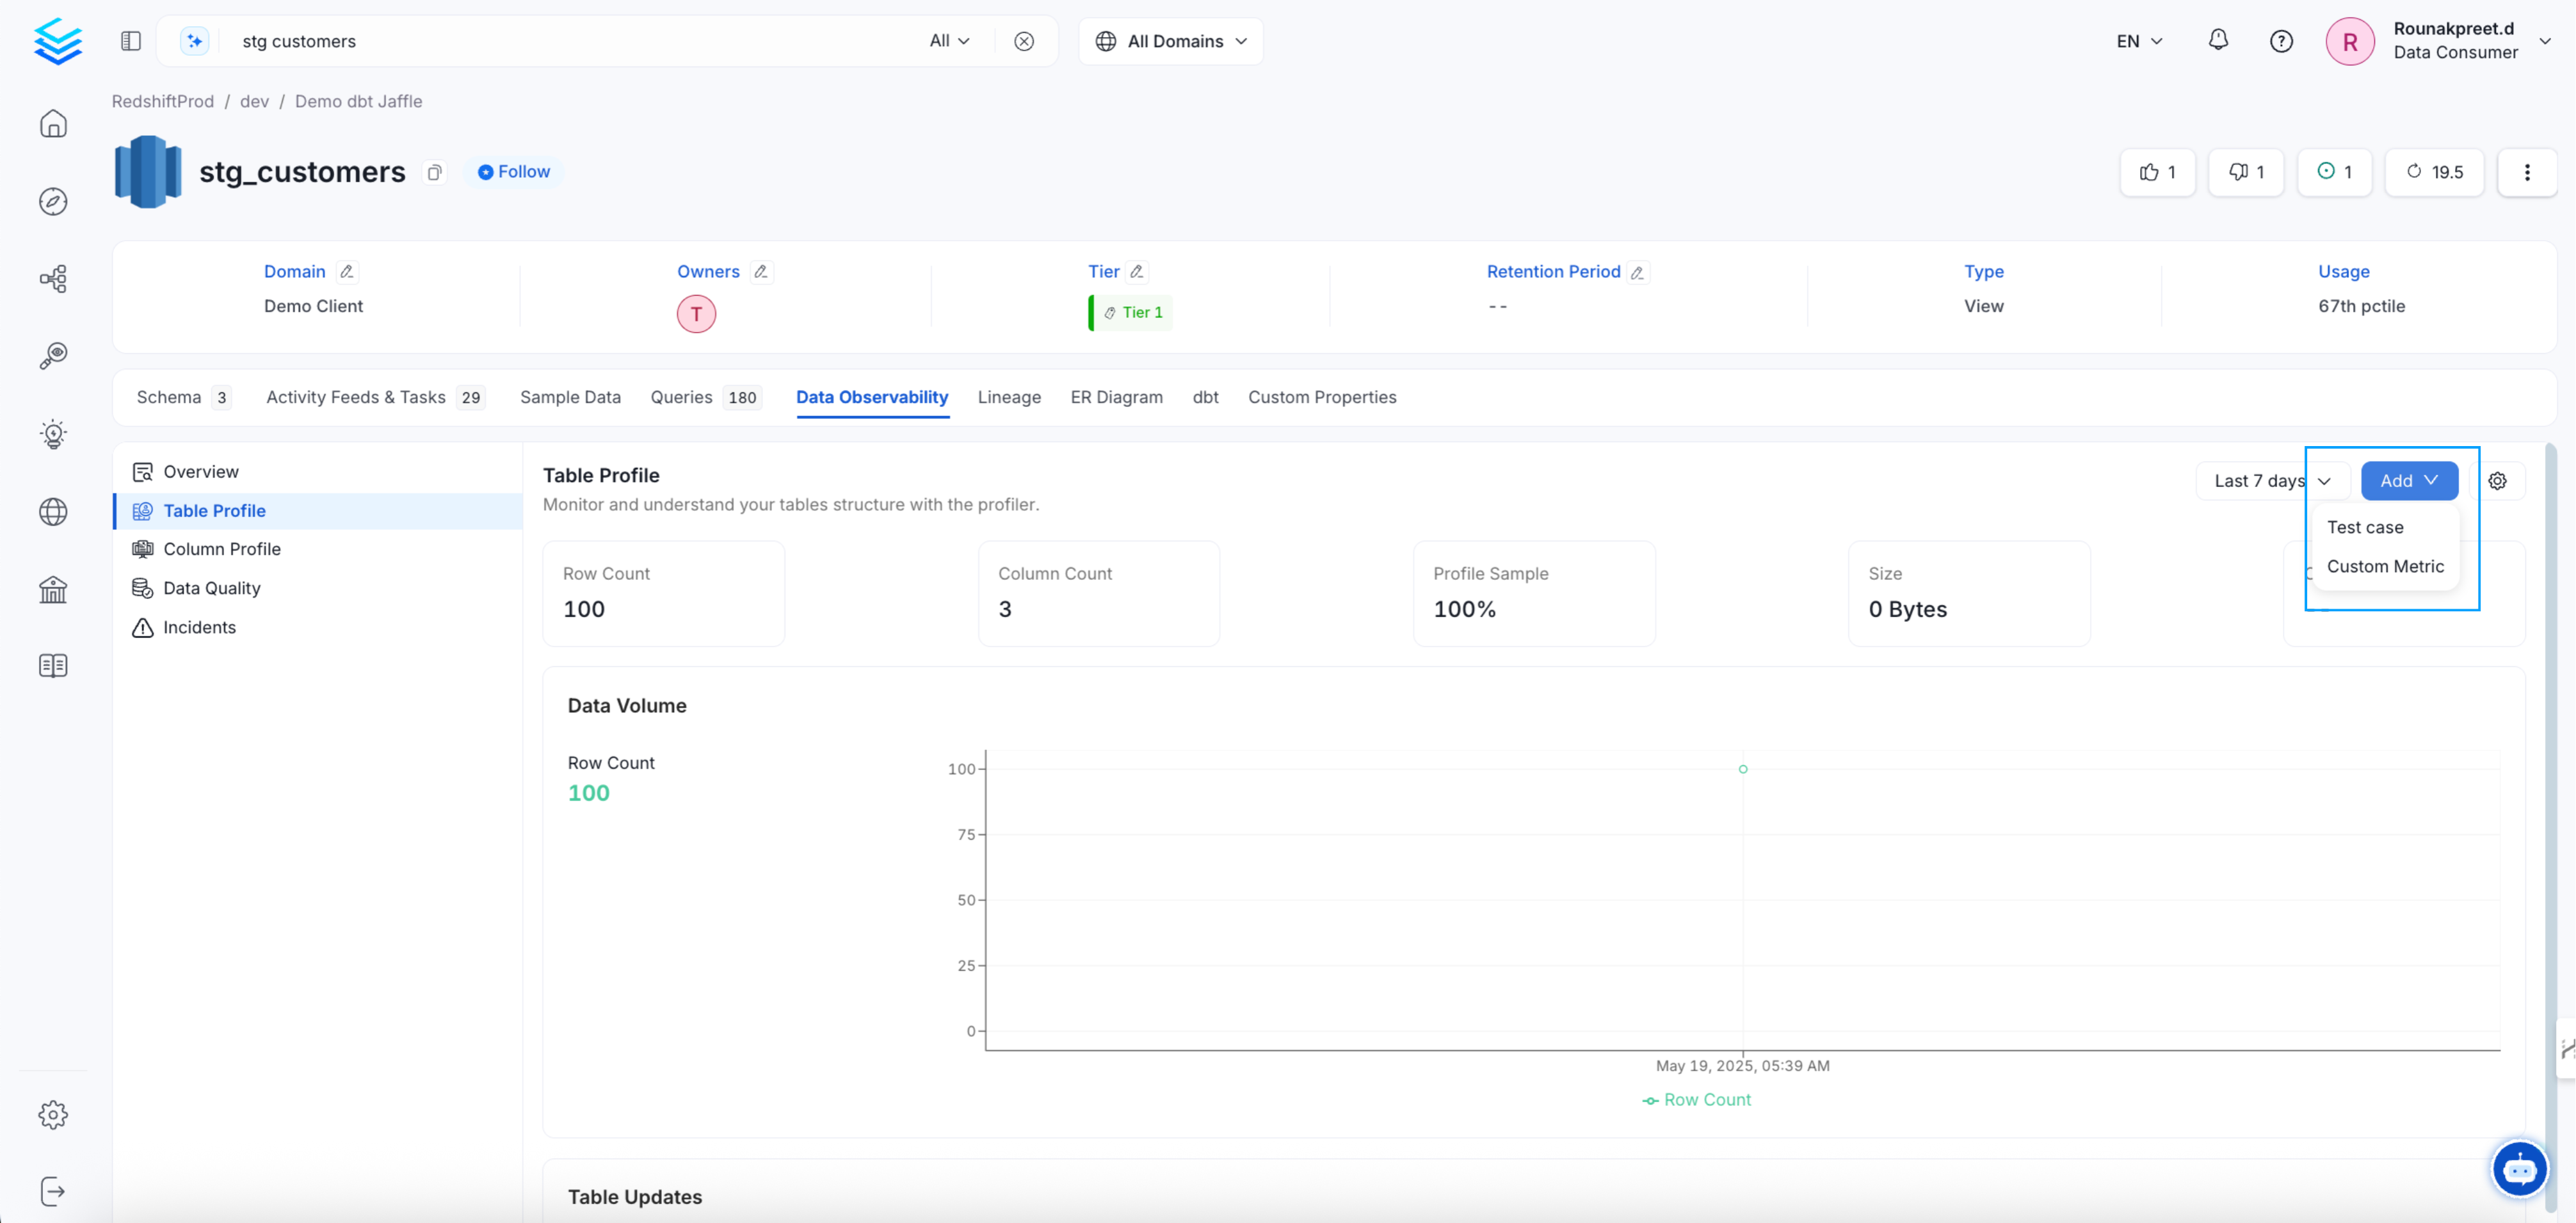 stg customers
All
All Domains
EN
R
Rounakpreet.d
Data Consumer
RedshiftProd / dev / Demo dbt Jaffle
stg_customers
Follow
1
1
1
19.5
Domain
Demo Client
Owners
T
Tier
Tier 1
Retention Period
--
Type
View
Usage
67th pctile
Schema 3
Activity Feeds & Tasks 29
Sample Data
Queries 180
Data Observability
Lineage
ER Diagram
dbt
Custom Properties
Overview
Table Profile
Column Profile
Data Quality
Incidents
Table Profile
Monitor and understand your tables structure with the profiler.
Last 7 days
Add
Test case
Custom Metric
Row Count
100
Column Count
3
Profile Sample
100%
Size
0 Bytes
Data Volume
Row Count
100
100
75
50
25
0
May 19, 2025, 05:39 AM
Row Count
Table Updates